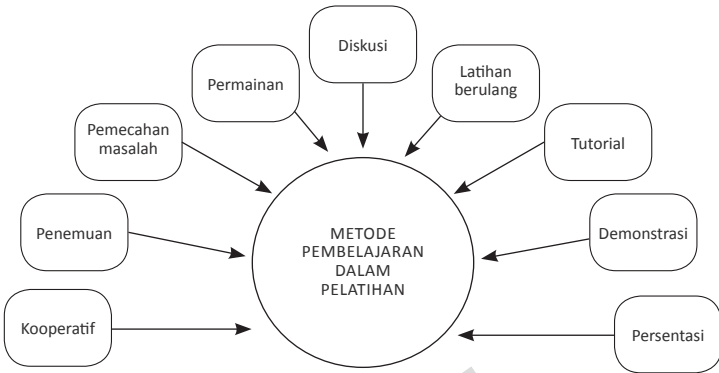 Diskusi
Permainan
Latihan
berulang
Pemecahan
masalah
Tutorial
Penemuan
METODE
PEMBELAJARAN
DALAM
PELATIHAN
Demonstrasi
Kooperatif
Persentasi